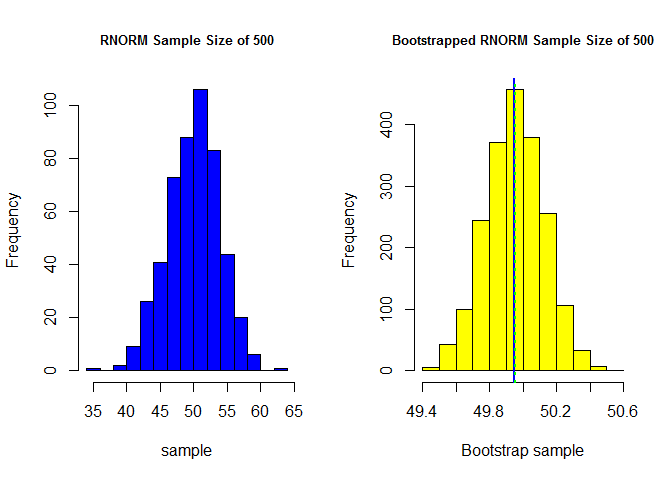 RNORM Sample Size of 500
Frequency
0 20 40 60 80 100
35 40 45 50 55 60 65
sample
Bootstrapped RNORM Sample Size of 500
Frequency
0 100 200 300 400
49.4 49.8 50.2 50.6
Bootstrap sample